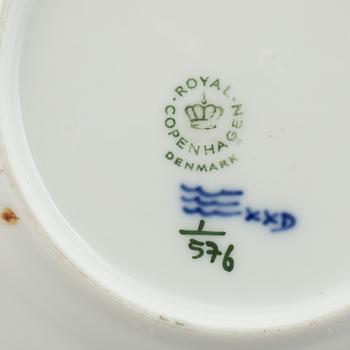 ROYAL
COPENHAGEN
DENMARK
XXD
1
576